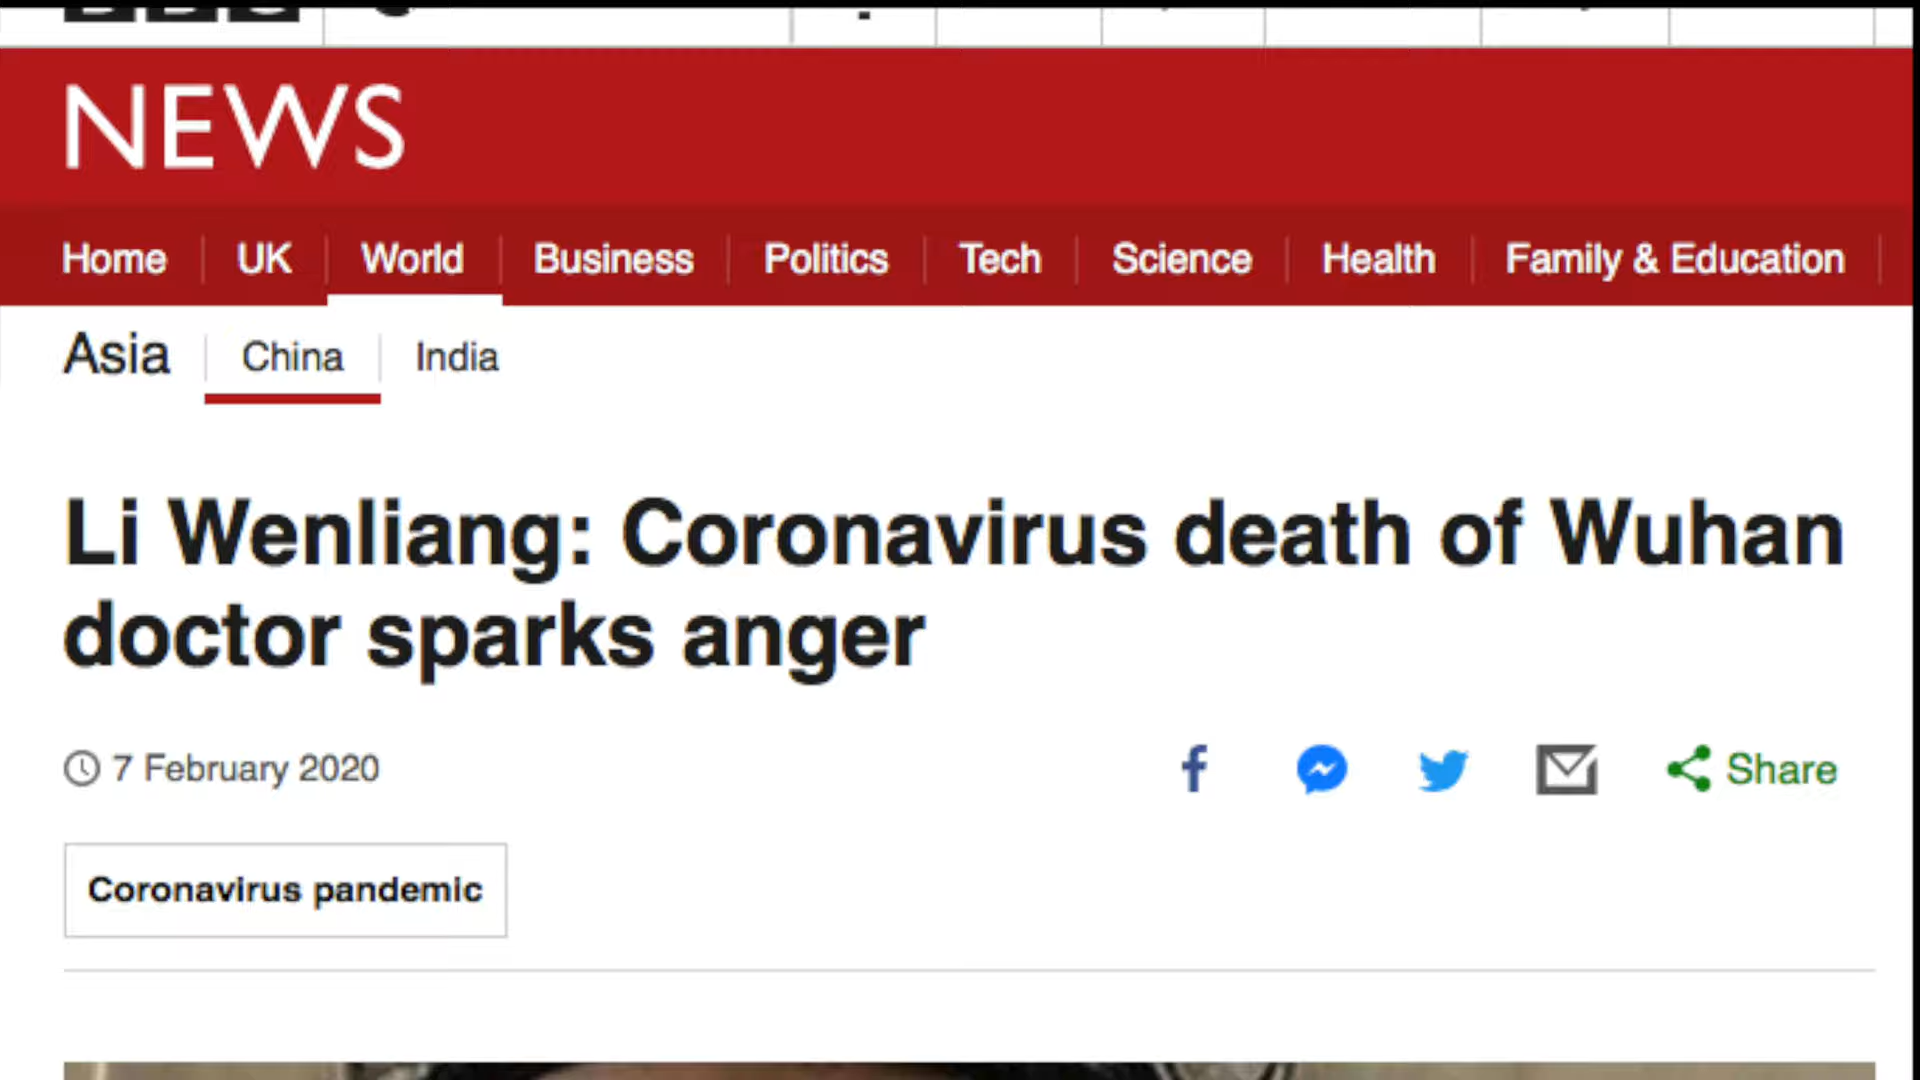 NEWS
Home UK World Business Politics Tech Science Health Family & Education
Asia China India
Li Wenliang: Coronavirus death of Wuhan
doctor sparks anger
7 February 2020 Share
Coronavirus pandemic